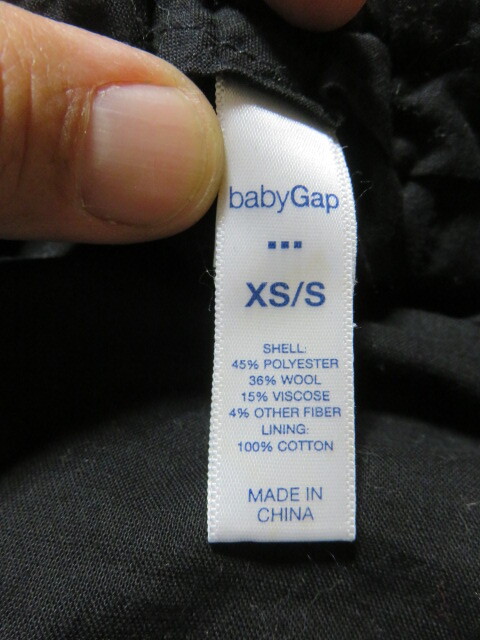 babyGap
XS/S
SHELL:
45% POLYESTER
36% WOOL
15% VISCOSE
4% OTHER FIBER
LINING:
100% COTTON
MADE IN
CHINA